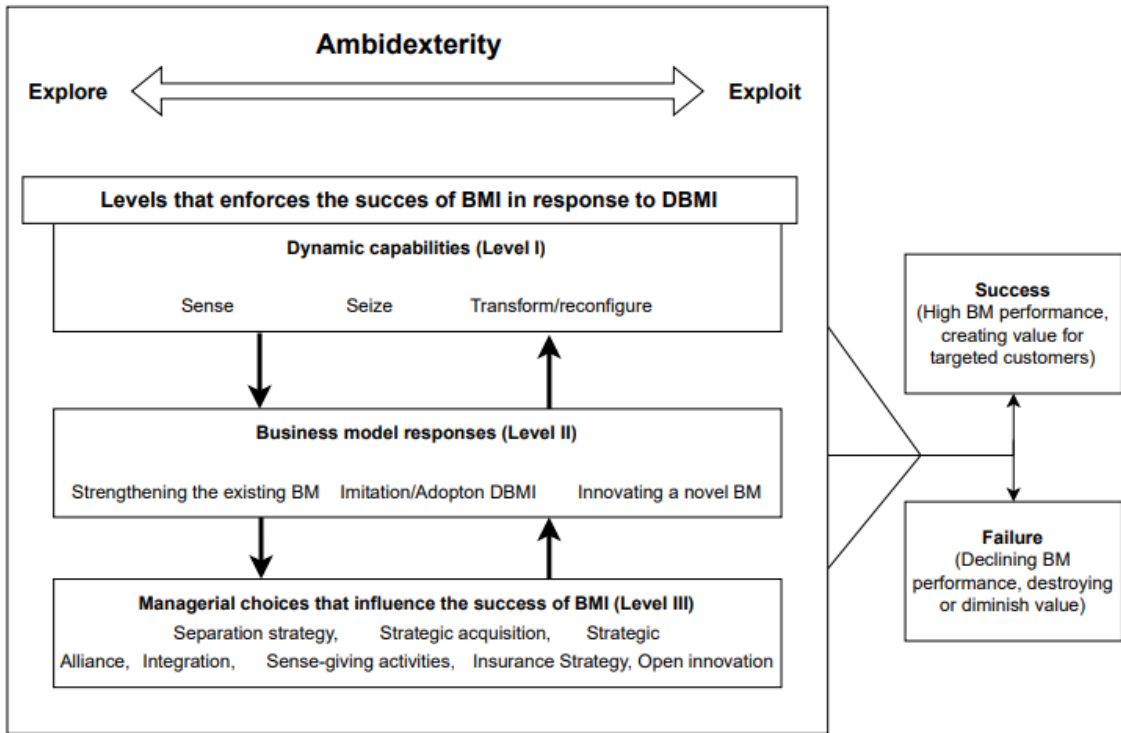 Ambidexterity
Explore
Exploit
Levels that enforces the succes of BMI in response to DBMI
Dynamic capabilities (Level I)
Sense Seize Transform/reconfigure
Business model responses (Level II)
Strengthening the existing BM Imitation/Adopton DBMI Innovating a novel BM
Managerial choices that influence the success of BMI (Level III)
Separation strategy, Strategic acquisition, Strategic
Alliance, Integration, Sense-giving activities, Insurance Strategy, Open innovation
Success
(High BM performance,
creating value for
targeted customers)
Failure
(Declining BM
performance, destroying
or diminish value)